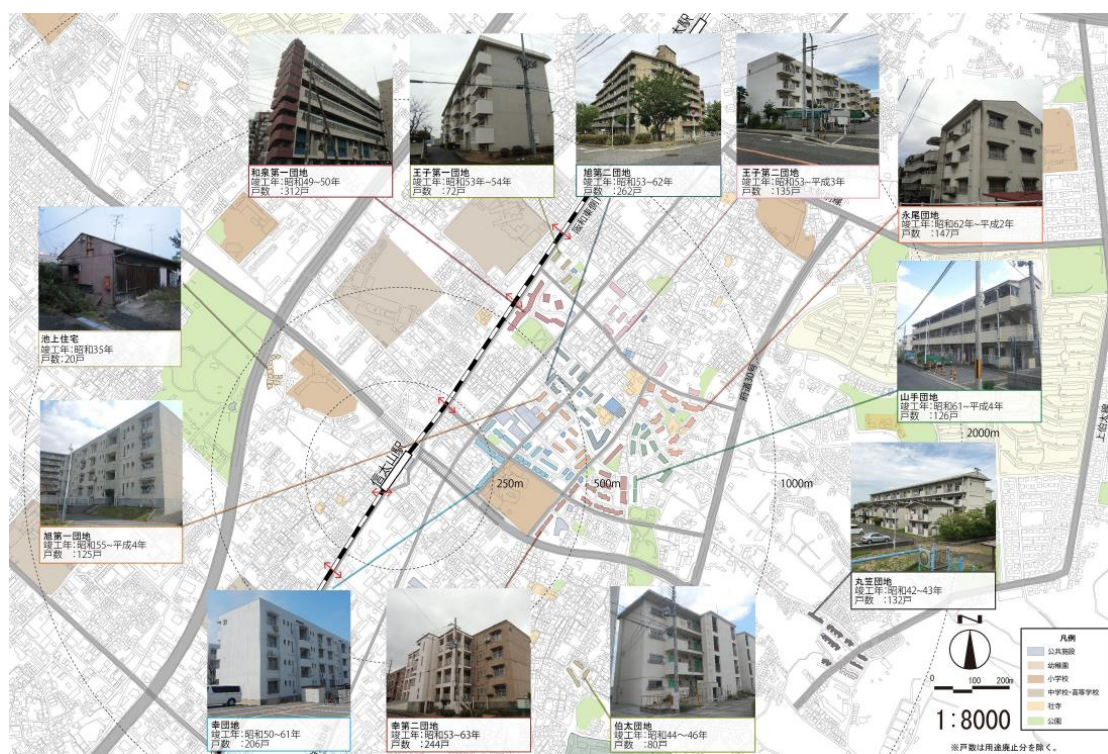 和泉第一団地
竣工年:昭和49~50年
戸数:312戸
王子第一団地
竣工年:昭和53年~54年
戸数:72戸
旭第二団地
竣工年:昭和53~62年
戸数:262戸
王子第二団地
竣工年:昭和53~平成3年
戸数:135戸
永尾団地
竣工年:昭和62年~平成2年
戸数:147戸
池上住宅
竣工年:昭和35年
戸数:20戸
山手団地
竣工年:昭和61~平成4年
戸数:126戸
旭第一団地
竣工年:昭和55~平成4年
戸数:125戸
丸笠団地
竣工年:昭和42~43年
戸数:132戸
幸団地
竣工年:昭和50~61年
戸数:206戸
幸第二団地
竣工年:昭和53~63年
戸数:244戸
伯太団地
竣工年:昭和44~46年
戸数:80戸
信太山駅
府道30号
上伯太線
250m
500m
1000m
2000m
N
0 100 200m
1:8000
凡例
公共施設
幼稚園
小学校
中学校・高等学校
社寺
公園
※戸数は用途廃止分を除く。